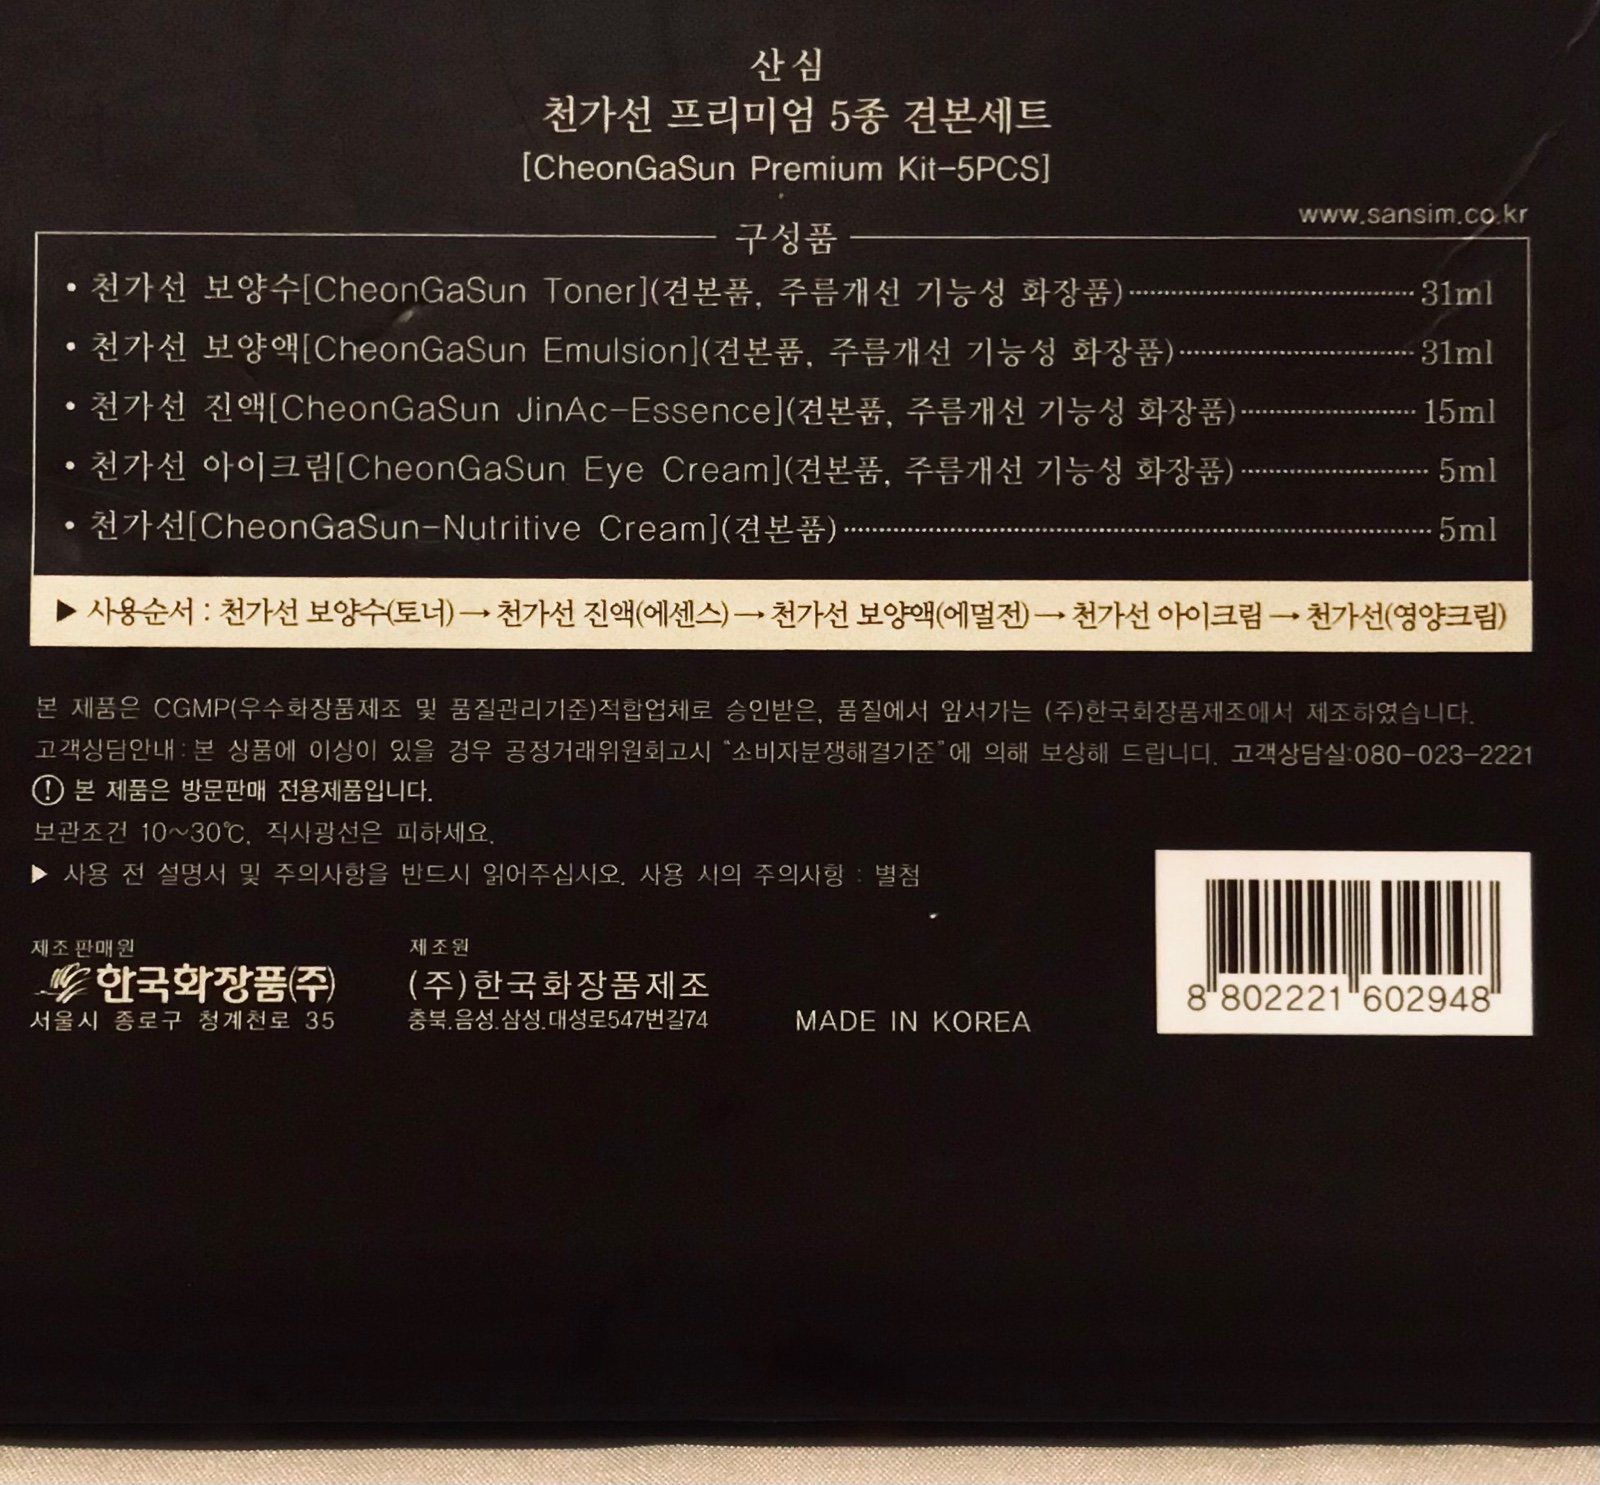 산심
천가선 프리미엄 5종 견본세트
[CheonGaSun Premium Kit-5PCS]
www.sansim.co.kr
구성품
• 천가선 보양수[CheonGaSun Toner](견본품, 주름개선 기능성 화장품) 31ml
• 천가선 보양액[CheonGaSun Emulsion](견본품, 주름개선 기능성 화장품) 31ml
• 천가선 진액[CheonGaSun JinAc-Essence](견본품, 주름개선 기능성 화장품) 15ml
• 천가선 아이크림[CheonGaSun Eye Cream](견본품, 주름개선 기능성 화장품) 5ml
• 천가선[CheonGaSun-Nutritive Cream](견본품) 5ml
▶ 사용순서 : 천가선 보양수(토너) → 천가선 진액(에센스) → 천가선 보양액(에멀전) → 천가선 아이크림 → 천가선(영양크림)
본 제품은 CGMP(우수화장품제조 및 품질관리기준)적합업체로 승인받은, 품질에서 앞서가는 (주)한국화장품제조에서 제조하였습니다.
고객상담안내 : 본 상품에 이상이 있을 경우 공정거래위원회고시 "소비자분쟁해결기준"에 의해 보상해 드립니다. 고객상담실:080-023-2221
! 본 제품은 방문판매 전용제품입니다.
보관조건 10~30℃, 직사광선은 피하세요.
▶ 사용 전 설명서 및 주의사항을 반드시 읽어주십시오. 사용 시의 주의사항 : 별첨
제조판매원
한국화장품(주)
서울시 종로구 청계천로 35
제조원
(주)한국화장품제조
충북.음성.삼성.대성로547번길74
MADE IN KOREA
8 802221 602948